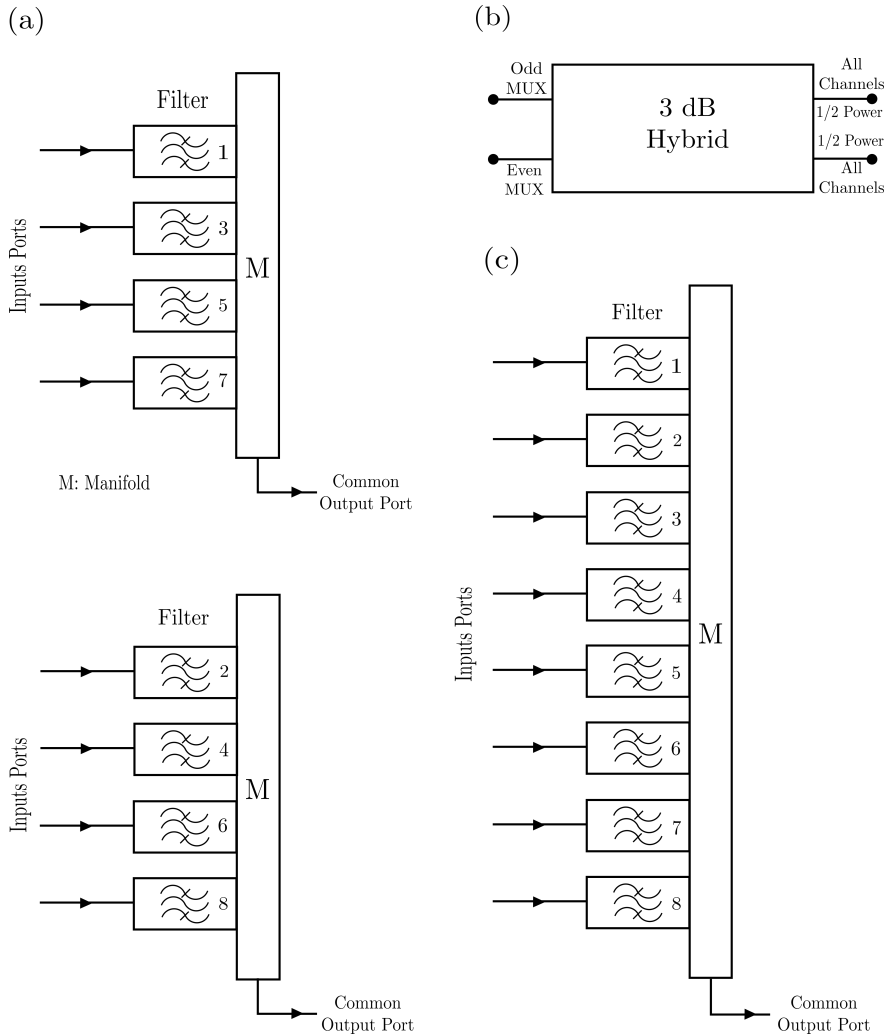 (a)
Filter
1
3
5
7
Inputs Ports
M
M: Manifold
Common
Output Port
Filter
2
4
6
8
Inputs Ports
M
Common
Output Port
(b)
Odd
MUX
Even
MUX
3 dB
Hybrid
All
Channels
1/2 Power
1/2 Power
All
Channels
(c)
Filter
1
2
3
4
5
6
7
8
Inputs Ports
M
Common
Output Port